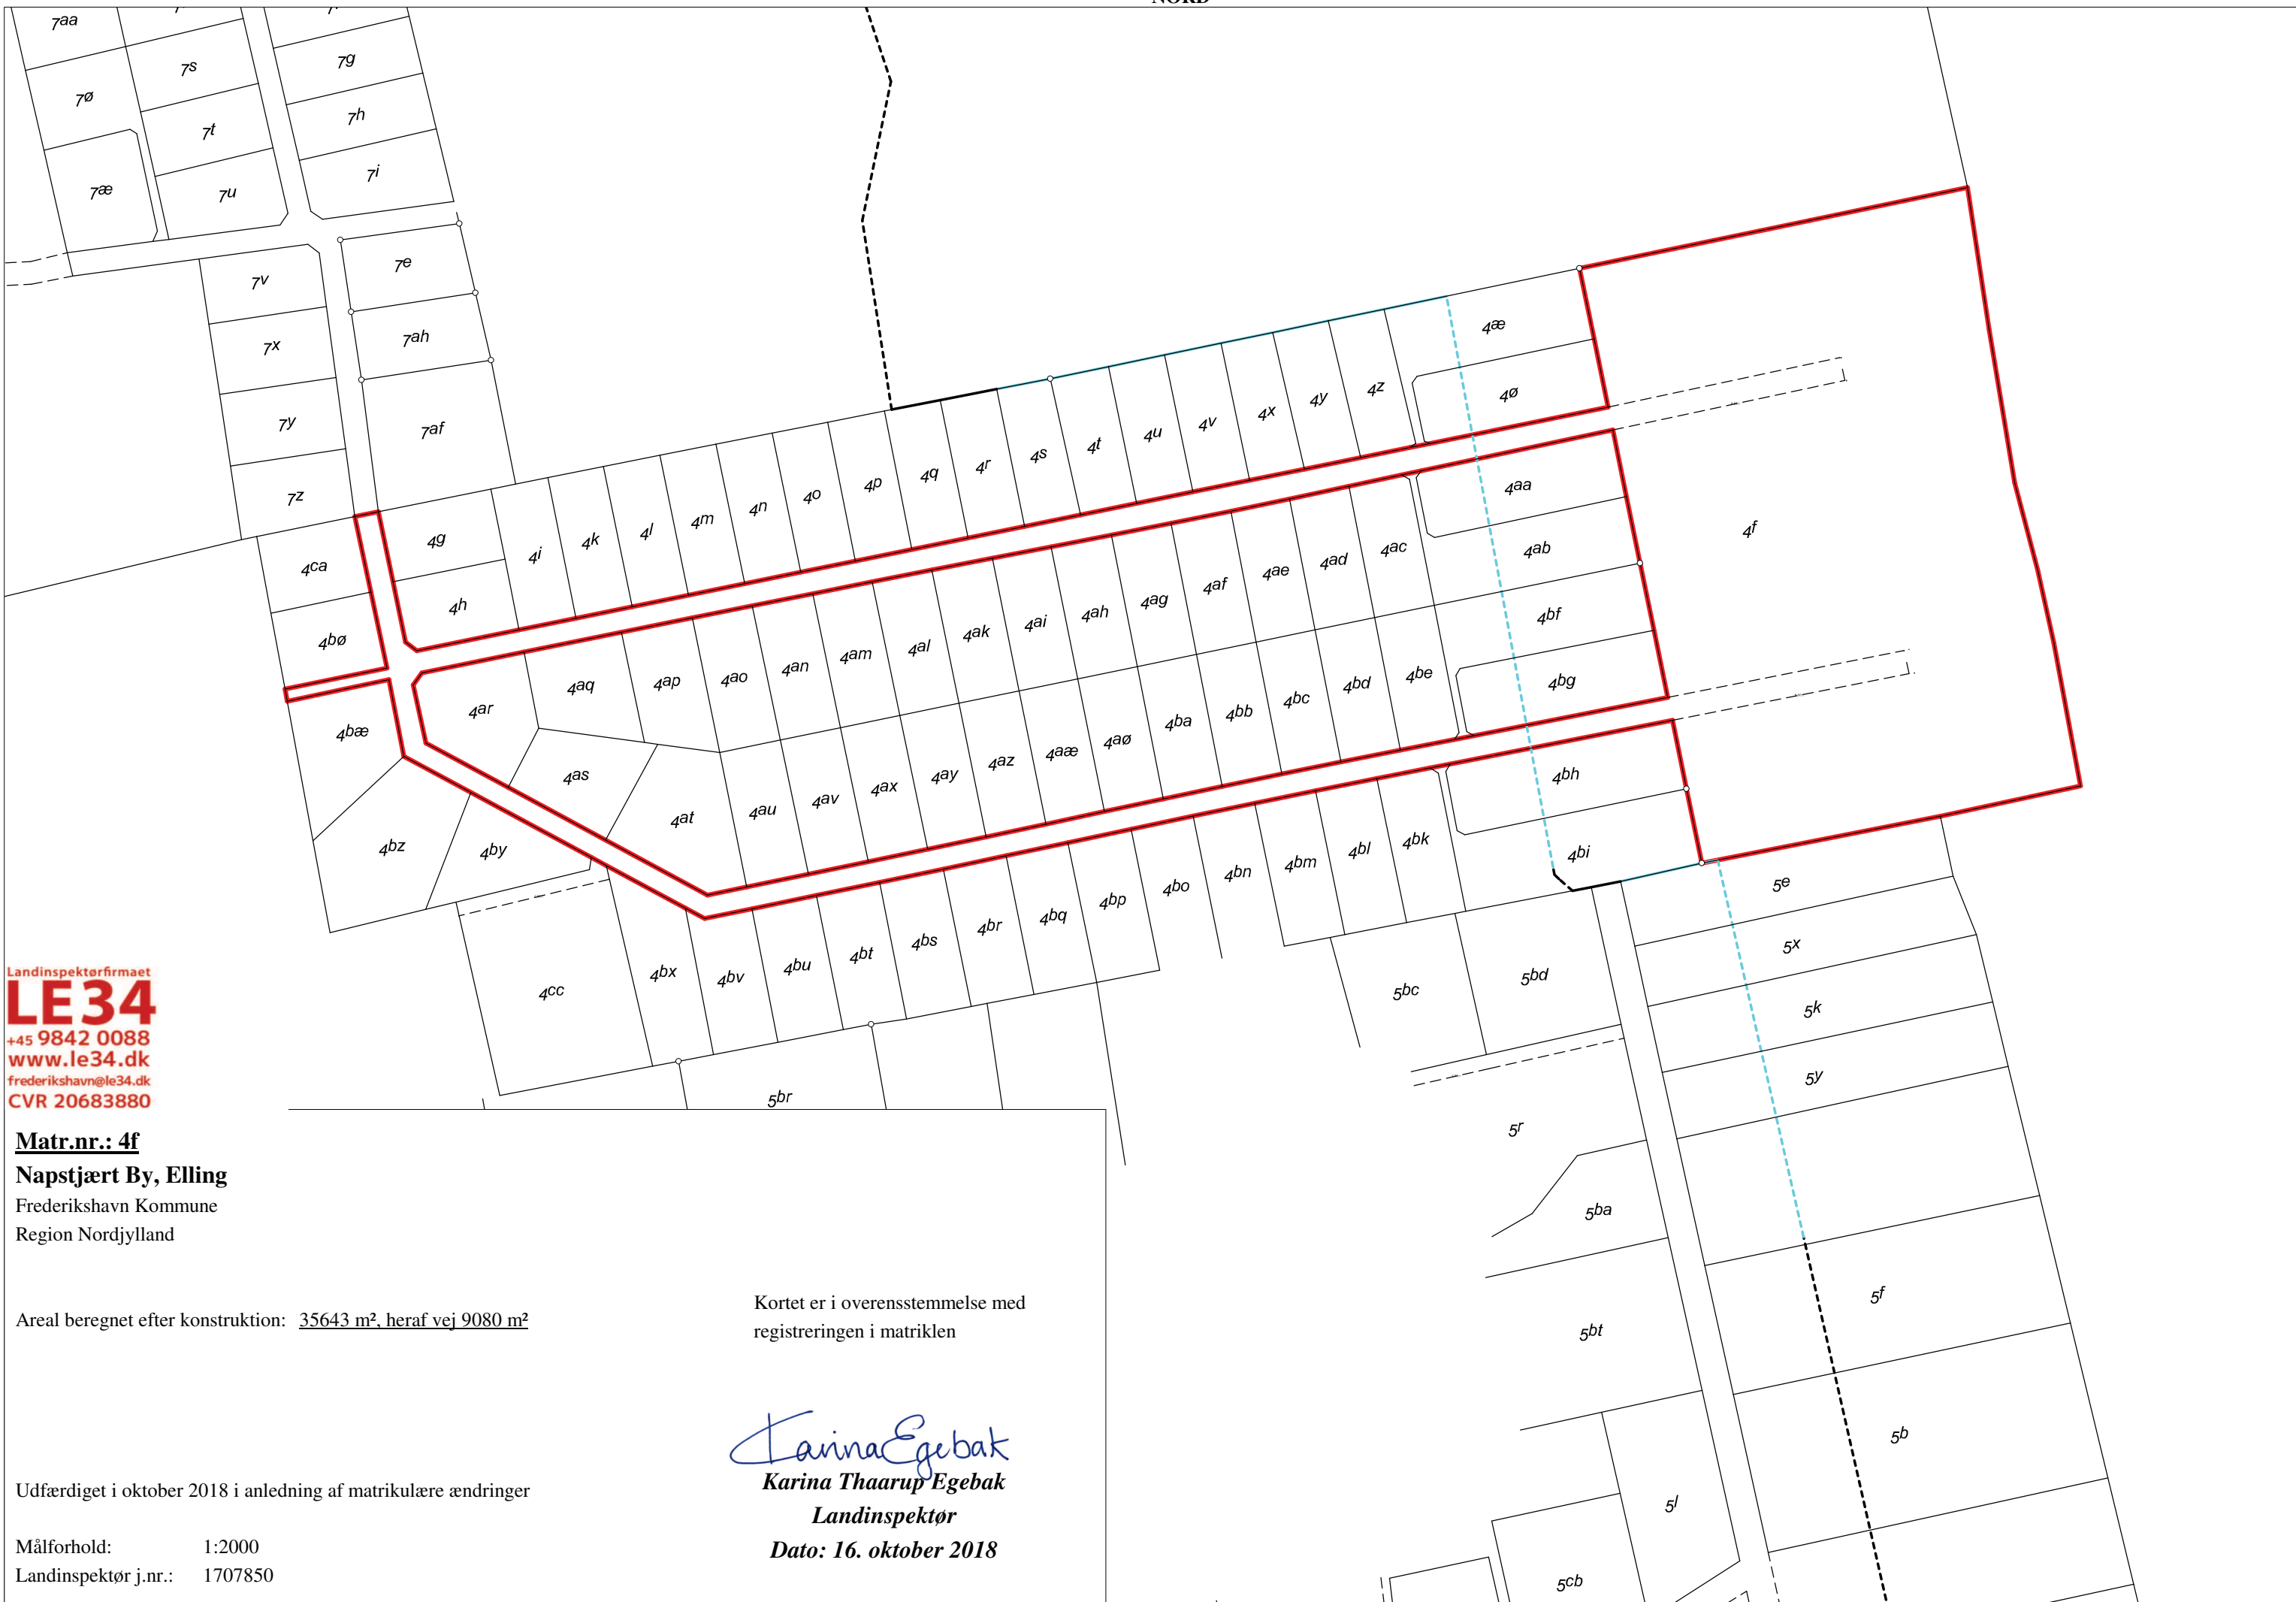 NORD
7aa
7s
7g
7ø
7t
7h
7æ
7u
7i
7v
7e
7x
7ah
7y
7af
7z
4ca
4bø
4bæ
4bz
4by
4g
4h
4i
4k
4l
4m
4n
4o
4p
4q
4r
4s
4t
4u
4v
4x
4y
4z
4æ
4ø
4ar
4aq
4ap
4ao
4an
4am
4al
4ak
4ai
4ah
4ag
4af
4ae
4ad
4ac
4aa
4ab
4bf
4bg
4f
4as
4at
4au
4av
4ax
4ay
4az
4aæ
4aø
4ba
4bb
4bc
4bd
4be
4bh
4bi
4cc
4bx
4bv
4bu
4bt
4bs
4br
4bq
4bp
4bo
4bn
4bm
4bl
4bk
5e
5x
5k
5y
5bc
5bd
5br
5r
5ba
5bt
5f
5b
5l
5cb
Landinspektørfirmaet
LE34
+45 9842 0088
www.le34.dk
frederikshavn@le34.dk
CVR 20683880
Matr.nr.: 4f
Napstjært By, Elling
Frederikshavn Kommune
Region Nordjylland
Areal beregnet efter konstruktion: 35643 m², heraf vej 9080 m²
Kortet er i overensstemmelse med
registreringen i matriklen
Karina Egebak
Karina Thaarup Egebak
Landinspektør
Dato: 16. oktober 2018
Udfærdiget i oktober 2018 i anledning af matrikulære ændringer
Målforhold: 1:2000
Landinspektør j.nr.: 1707850